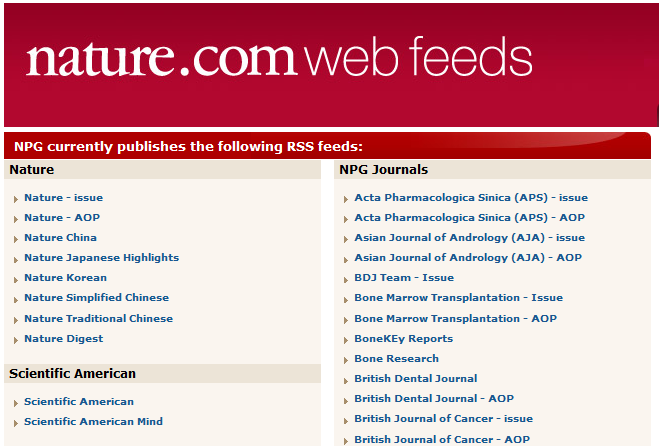 nature.com web feeds
NPG currently publishes the following RSS feeds:
Nature
Nature - issue
Nature - AOP
Nature China
Nature Japanese Highlights
Nature Korean
Nature Simplified Chinese
Nature Traditional Chinese
Nature Digest
Scientific American
Scientific American
Scientific American Mind
NPG Journals
Acta Pharmacologica Sinica (APS) - issue
Acta Pharmacologica Sinica (APS) - AOP
Asian Journal of Andrology (AJA) - issue
Asian Journal of Andrology (AJA) - AOP
BDJ Team - Issue
Bone Marrow Transplantation - Issue
Bone Marrow Transplantation - AOP
BoneKEy Reports
Bone Research
British Dental Journal
British Dental Journal - AOP
British Journal of Cancer - issue
British Journal of Cancer - AOP